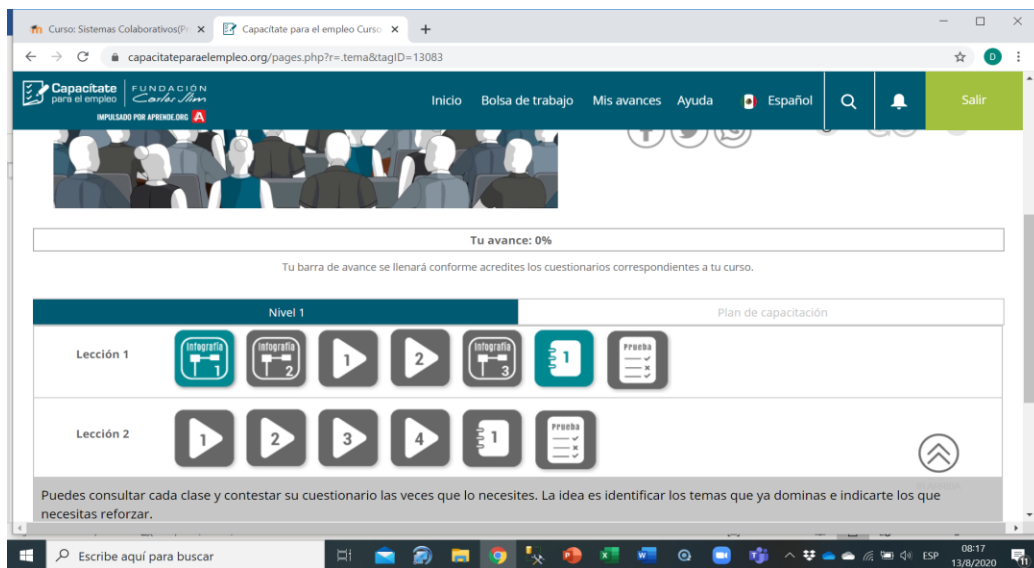 Curso: Sistemas Colaborativos(Pr
Capacítate para el empleo Curso
capacitateparaelempleo.org/pages.php?r=.tema&tagID=13083
D
Capacítate
para el empleo
FUNDACIÓN
Carlos Slim
IMPULSADO POR APRENDE.ORG A
Inicio Bolsa de trabajo Mis avances Ayuda Español Salir
Tu avance: 0%
Tu barra de avance se llenará conforme acredites los cuestionarios correspondientes a tu curso.
Nivel 1 Plan de capacitación
Lección 1 Infografía 1 Infografía 2 1 2 Infografía 3 1 Prueba
Lección 2 1 2 3 4 1 Prueba
Puedes consultar cada clase y contestar su cuestionario las veces que lo necesites. La idea es identificar los temas que ya dominas e indicarte los que
necesitas reforzar.
Escribe aquí para buscar
ESP
08:17
13/8/2020
11